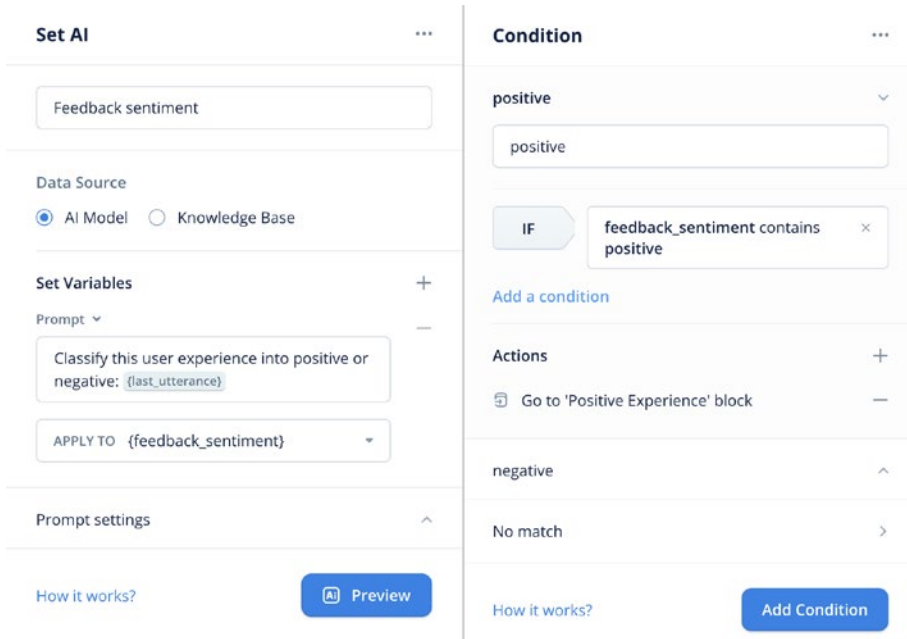 Set AI
Feedback sentiment
Data Source
AI Model
Knowledge Base
Set Variables
Prompt
Classify this user experience into positive or
negative: {last_utterance}
APPLY TO {feedback_sentiment}
Prompt settings
How it works?
Ai Preview
Condition
positive
positive
IF
feedback_sentiment contains
positive
Add a condition
Actions
Go to 'Positive Experience' block
negative
No match
How it works?
Add Condition